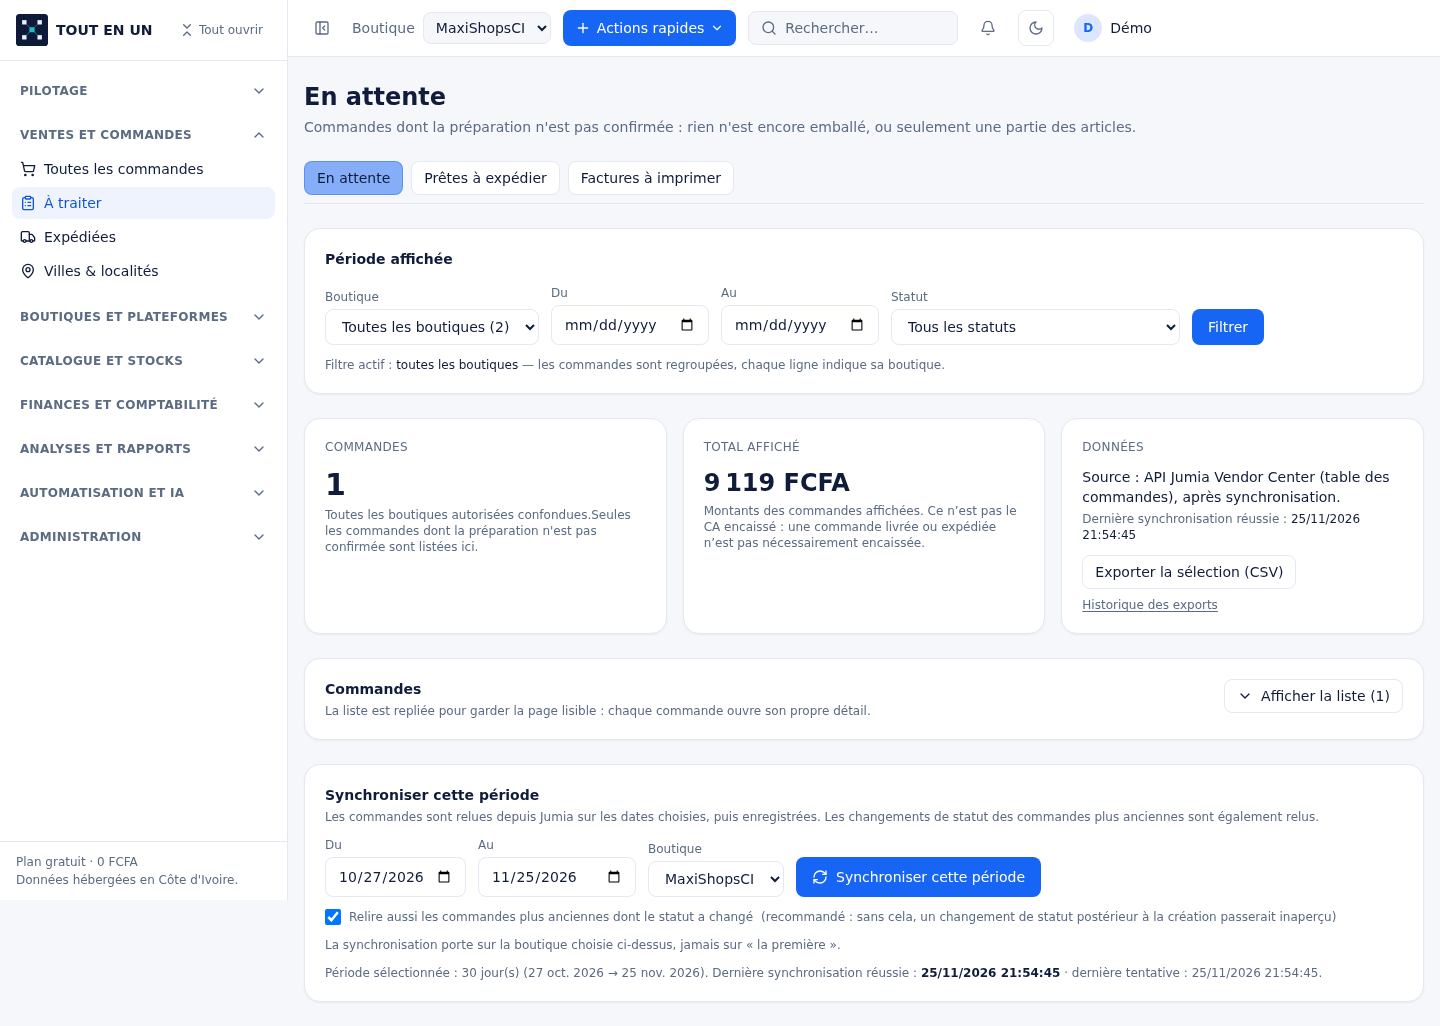 TOUT EN UN
Tout ouvrir
PILOTAGE
VENTES ET COMMANDES
Toutes les commandes
À traiter
Expédiées
Villes & localités
BOUTIQUES ET PLATEFORMES
CATALOGUE ET STOCKS
FINANCES ET COMPTABILITÉ
ANALYSES ET RAPPORTS
AUTOMATISATION ET IA
ADMINISTRATION
Plan gratuit · 0 FCFA
Données hébergées en Côte d'Ivoire.
Boutique
MaxiShopsCI
Actions rapides
Rechercher…
D
Démo
En attente
Commandes dont la préparation n'est pas confirmée : rien n'est encore emballé, ou seulement une partie des articles.
En attente
Prêtes à expédier
Factures à imprimer
Période affichée
Boutique
Du
Au
Statut
Toutes les boutiques (2)
mm/dd/yyyy
mm/dd/yyyy
Tous les statuts
Filtrer
Filtre actif : toutes les boutiques — les commandes sont regroupées, chaque ligne indique sa boutique.
COMMANDES
1
Toutes les boutiques autorisées confondues.Seules
les commandes dont la préparation n'est pas
confirmée sont listées ici.
TOTAL AFFICHÉ
9 119 FCFA
Montants des commandes affichées. Ce n’est pas le
CA encaissé : une commande livrée ou expédiée
n’est pas nécessairement encaissée.
DONNÉES
Source : API Jumia Vendor Center (table des
commandes), après synchronisation.
Dernière synchronisation réussie : 25/11/2026
21:54:45
Exporter la sélection (CSV)
Historique des exports
Commandes
La liste est repliée pour garder la page lisible : chaque commande ouvre son propre détail.
Afficher la liste (1)
Synchroniser cette période
Les commandes sont relues depuis Jumia sur les dates choisies, puis enregistrées. Les changements de statut des commandes plus anciennes sont également relus.
Du
Au
Boutique
10/27/2026
11/25/2026
MaxiShopsCI
Synchroniser cette période
Relire aussi les commandes plus anciennes dont le statut a changé (recommandé : sans cela, un changement de statut postérieur à la création passerait inaperçu)
La synchronisation porte sur la boutique choisie ci-dessus, jamais sur « la première ».
Période sélectionnée : 30 jour(s) (27 oct. 2026 → 25 nov. 2026). Dernière synchronisation réussie : 25/11/2026 21:54:45 · dernière tentative : 25/11/2026 21:54:45.